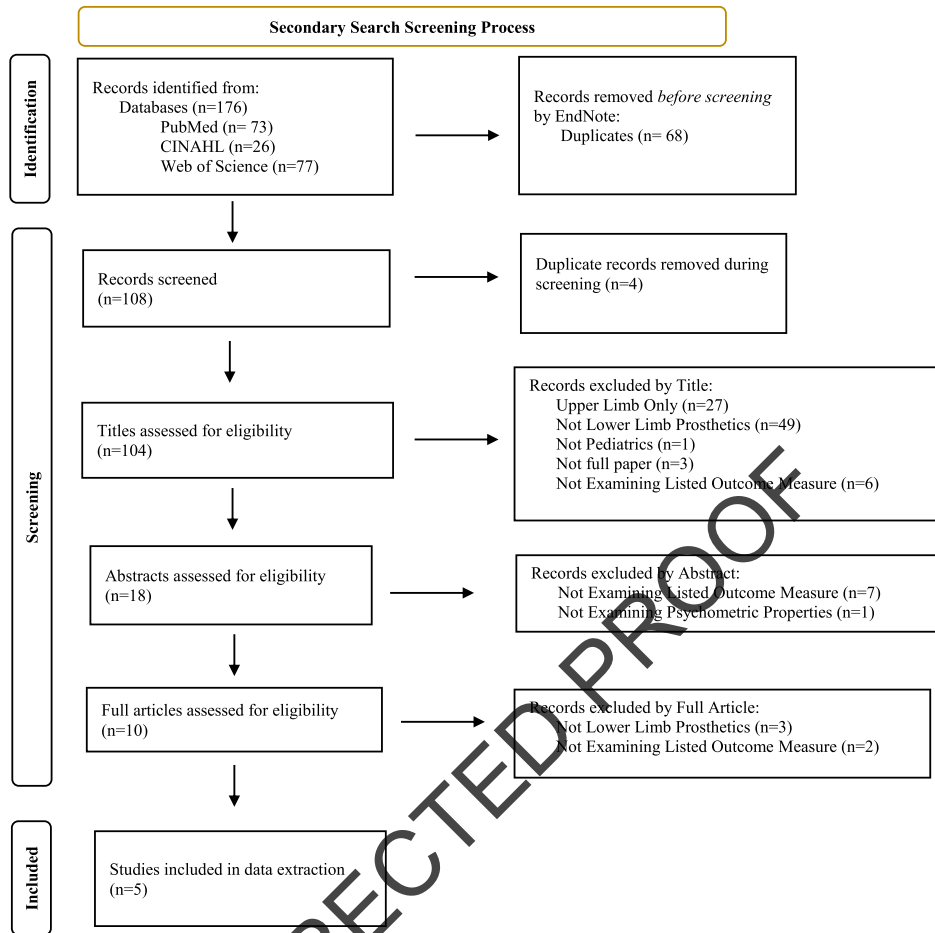 Secondary Search Screening Process
Identification
Records identified from:
Databases (n=176)
PubMed (n= 73)
CINAHL (n=26)
Web of Science (n=77)
Records removed before screening
by EndNote:
Duplicates (n= 68)
Screening
Records screened
(n=108)
Duplicate records removed during
screening (n=4)
Titles assessed for eligibility
(n=104)
Records excluded by Title:
Upper Limb Only (n=27)
Not Lower Limb Prosthetics (n=49)
Not Pediatrics (n=1)
Not full paper (n=3)
Not Examining Listed Outcome Measure (n=6)
Abstracts assessed for eligibility
(n=18)
Records excluded by Abstract:
Not Examining Listed Outcome Measure (n=7)
Not Examining Psychometric Properties (n=1)
Full articles assessed for eligibility
(n=10)
Records excluded by Full Article:
Not Lower Limb Prosthetics (n=3)
Not Examining Listed Outcome Measure (n=2)
Included
Studies included in data extraction
(n=5)
RECTED PROOF